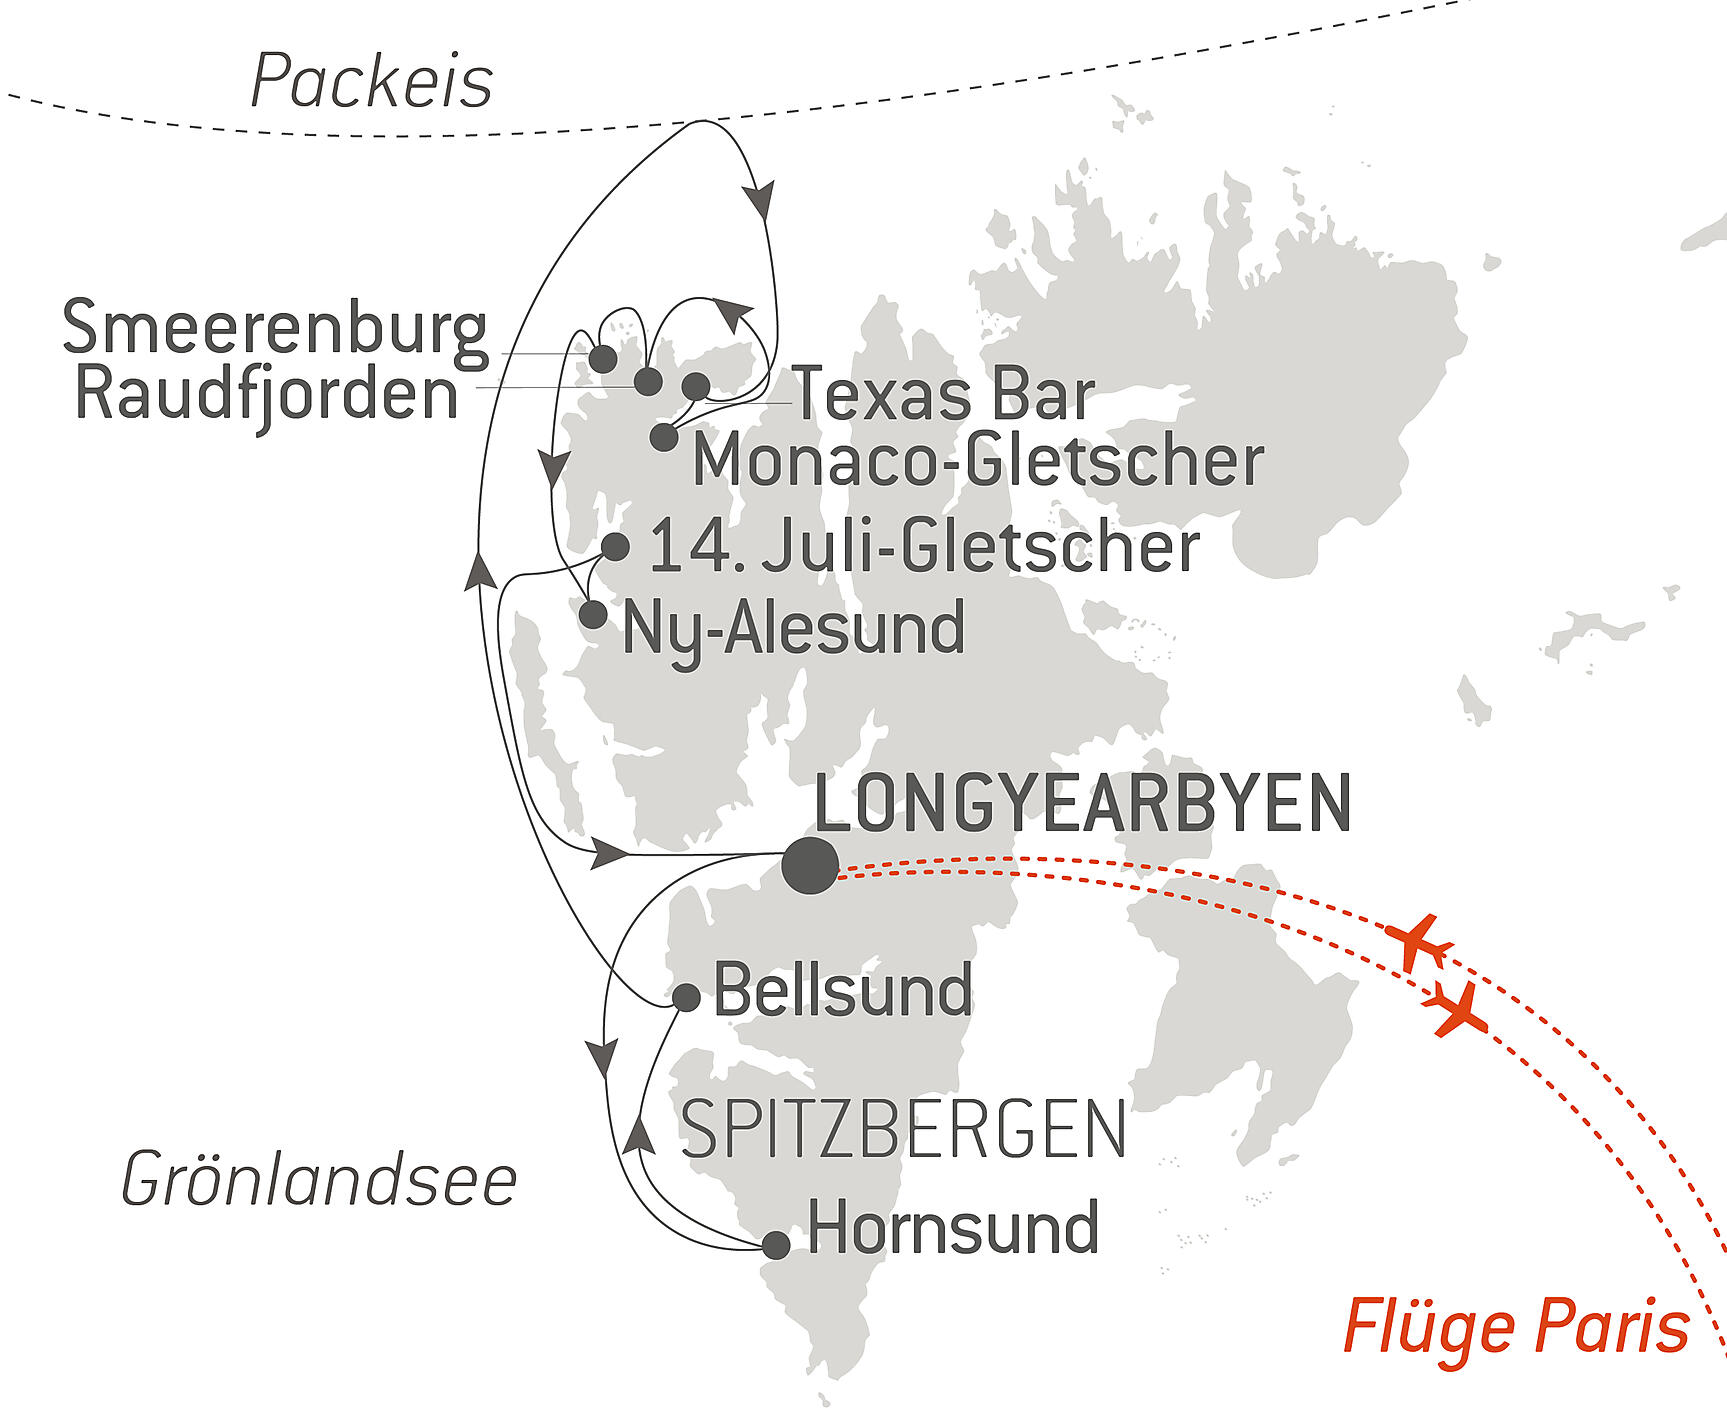 Packeis
Smeerenburg
Raudfjorden
Texas Bar
Monaco-Gletscher
14. Juli-Gletscher
Ny-Alesund
LONGYEARBYEN
Bellsund
SPITZBERGEN
Grönlandsee
Hornsund
Flüge Paris